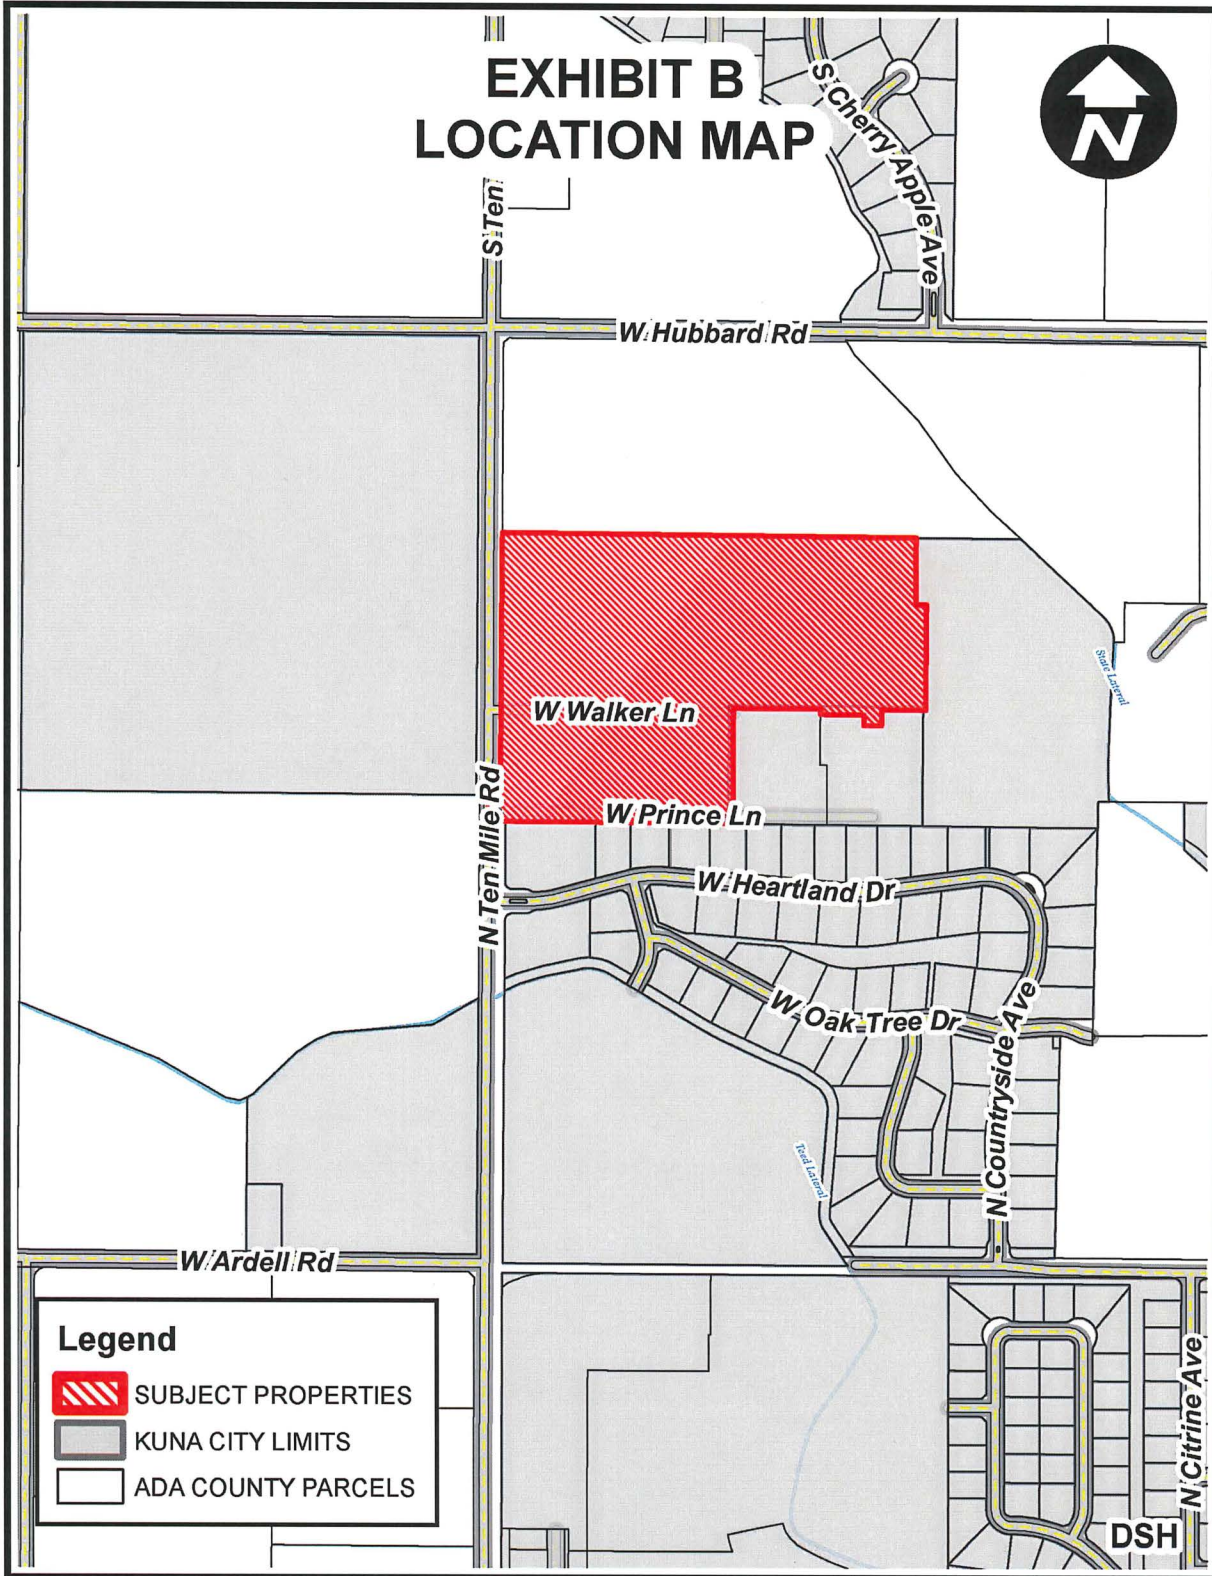 EXHIBIT B
LOCATION MAP
N
S Cherry Apple Ave
S Ten
W Hubbard Rd
State Lateral
W Walker Ln
N Ten Mile Rd
W Prince Ln
W Heartland Dr
W Oak Tree Dr
N Countryside Ave
Teed Lateral
W Ardell Rd
Legend
SUBJECT PROPERTIES
KUNA CITY LIMITS
ADA COUNTY PARCELS
N Citrine Ave
DSH